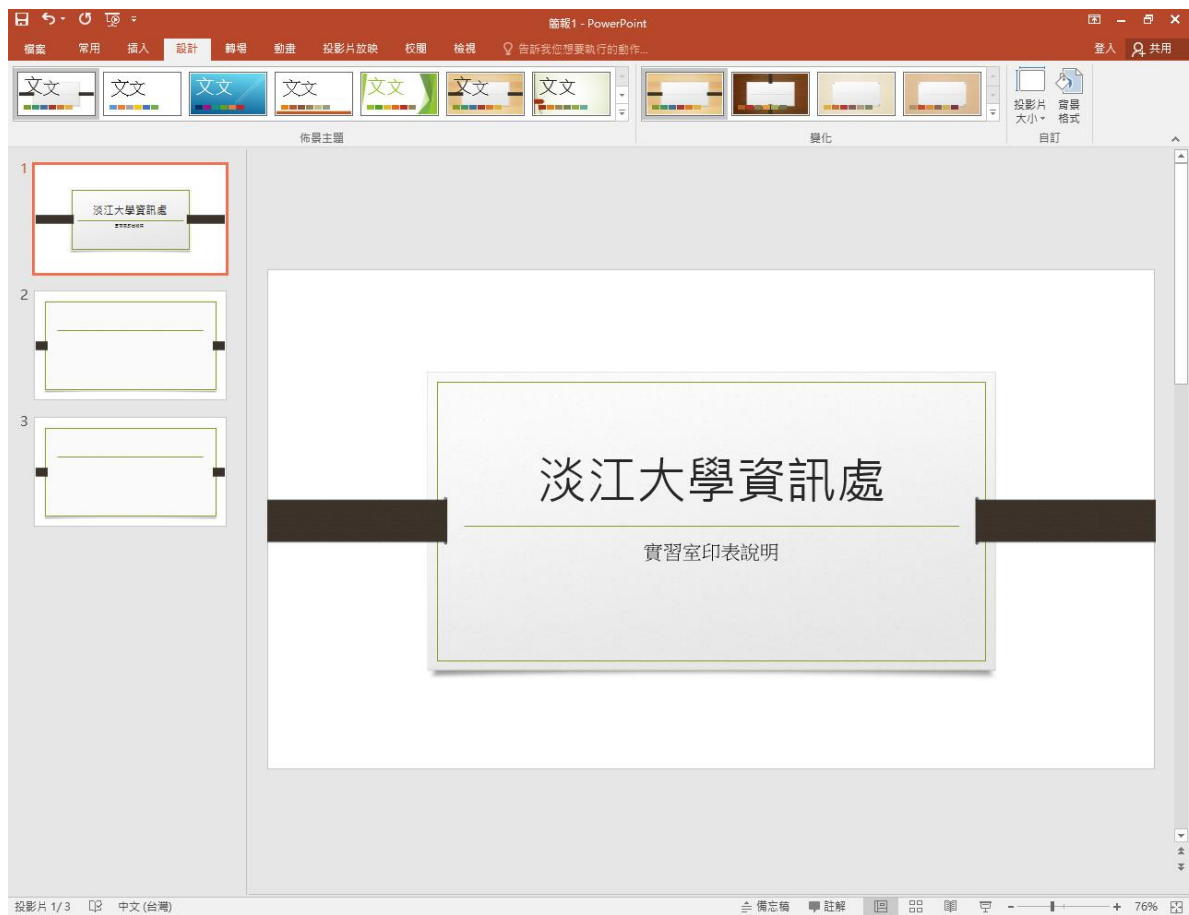 簡報1 - PowerPoint
檔案 常用 插入 設計 轉場 動畫 投影片放映 校閱 檢視 告訴我您想要執行的動作... 登入 共用
文文 文文 文文 文文 文文 文文 文文
投影片 大小 背景 格式
佈景主題 變化 自訂
1
淡江大學資訊處
2
3
淡江大學資訊處
實習室印表說明
投影片 1/3 中文(台灣) 備忘稿 註解 76%